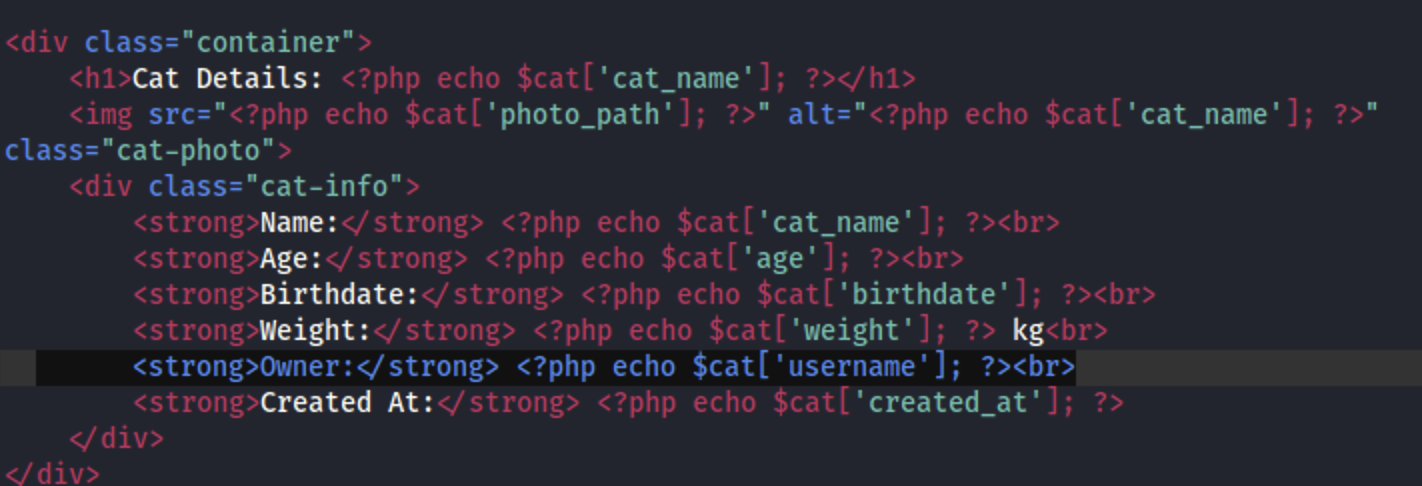 <div class="container">
    <h1>Cat Details: <?php echo $cat['cat_name']; ?></h1>
    <img src="<?php echo $cat['photo_path']; ?>" alt="<?php echo $cat['cat_name']; ?>"
class="cat-photo">
    <div class="cat-info">
        <strong>Name:</strong> <?php echo $cat['cat_name']; ?><br>
        <strong>Age:</strong> <?php echo $cat['age']; ?><br>
        <strong>Birthdate:</strong> <?php echo $cat['birthdate']; ?><br>
        <strong>Weight:</strong> <?php echo $cat['weight']; ?> kg<br>
        <strong>Owner:</strong> <?php echo $cat['username']; ?><br>
        <strong>Created At:</strong> <?php echo $cat['created_at']; ?>
    </div>
</div>